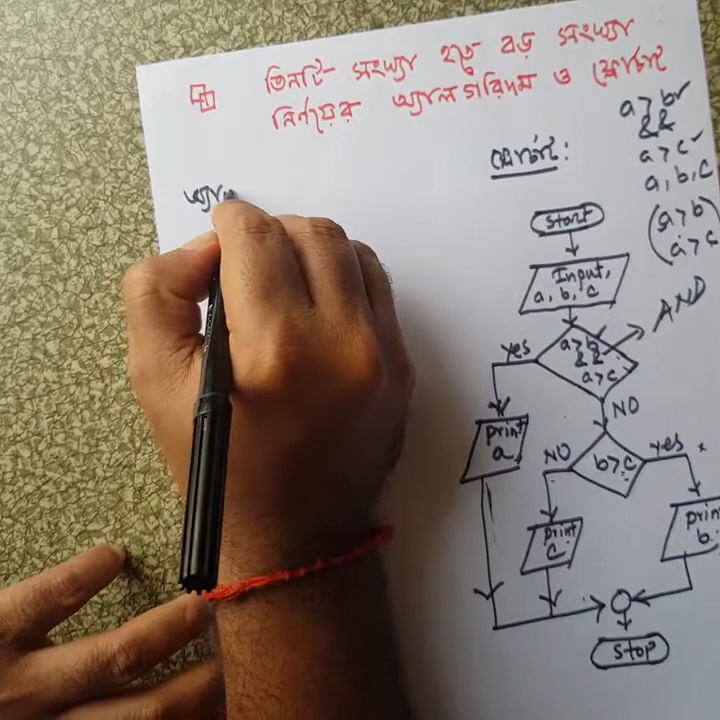 তিনটি সংখ্যা হতে বড় সংখ্যা
নির্ণয়ের অ্যালগরিদম ও ফ্লোচার্ট
ফ্লোচার্ট:
a > b
&&
a > c
a, b, c
(a > b
a > c
অ্যাল
Start
Input,
a, b, c
AND
a > b
&&
a > c
yes
NO
print
a
b > c
NO
yes
print
c
print
b
Stop